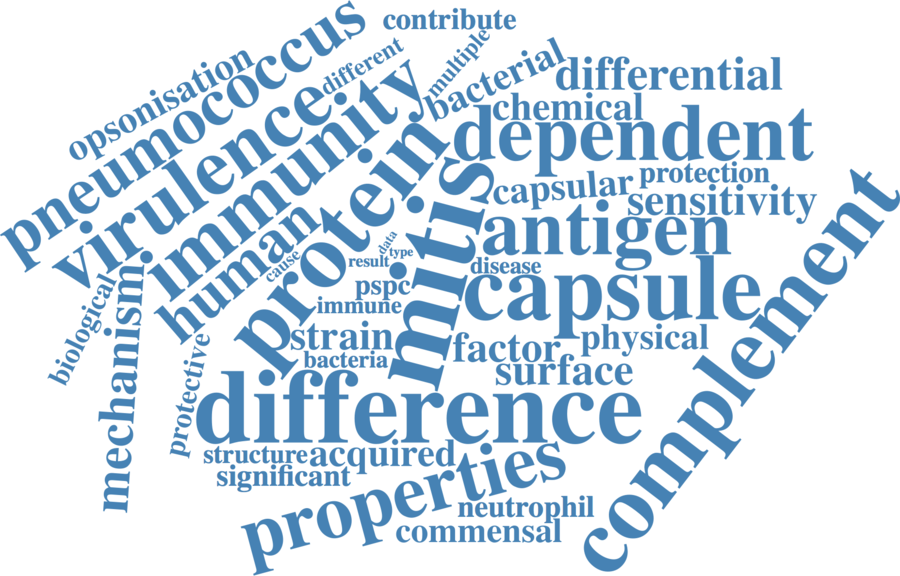 contribute
pneumococcus
opsonisation
different
multiple
bacterial
differential
virulence
chemical
immunity
dependent
protein
human
mitis
capsular
protection
sensitivity
antigen
complement
data
type
result
cause
disease
pspc
capsule
immune
mechanism
biological
strain
factor
physical
bacteria
surface
protective
difference
structure
acquired
significant
properties
neutrophil
commensal